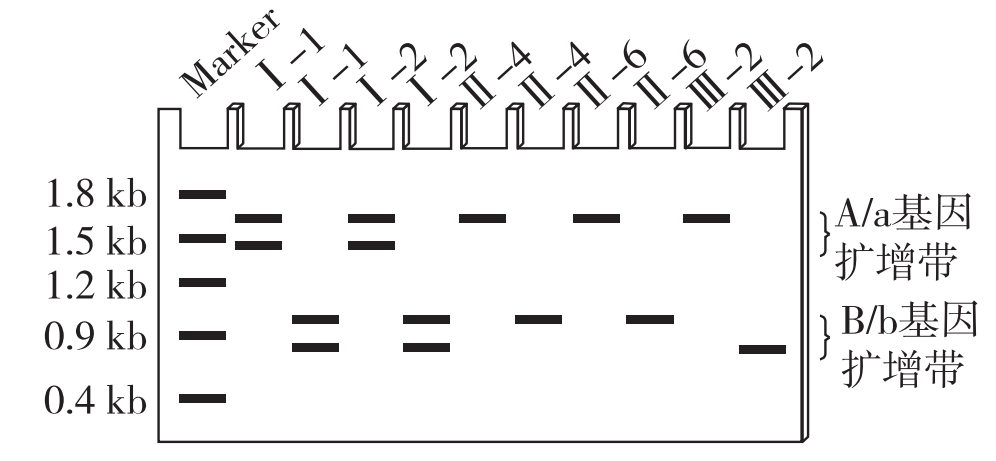 Marker
Ⅰ-1
Ⅰ-1
Ⅰ-2
Ⅰ-2
Ⅱ-4
Ⅱ-4
Ⅱ-6
Ⅱ-6
Ⅲ-2
Ⅲ-2
1.8 kb
1.5 kb
1.2 kb
0.9 kb
0.4 kb
A/a基因
扩增带
B/b基因
扩增带